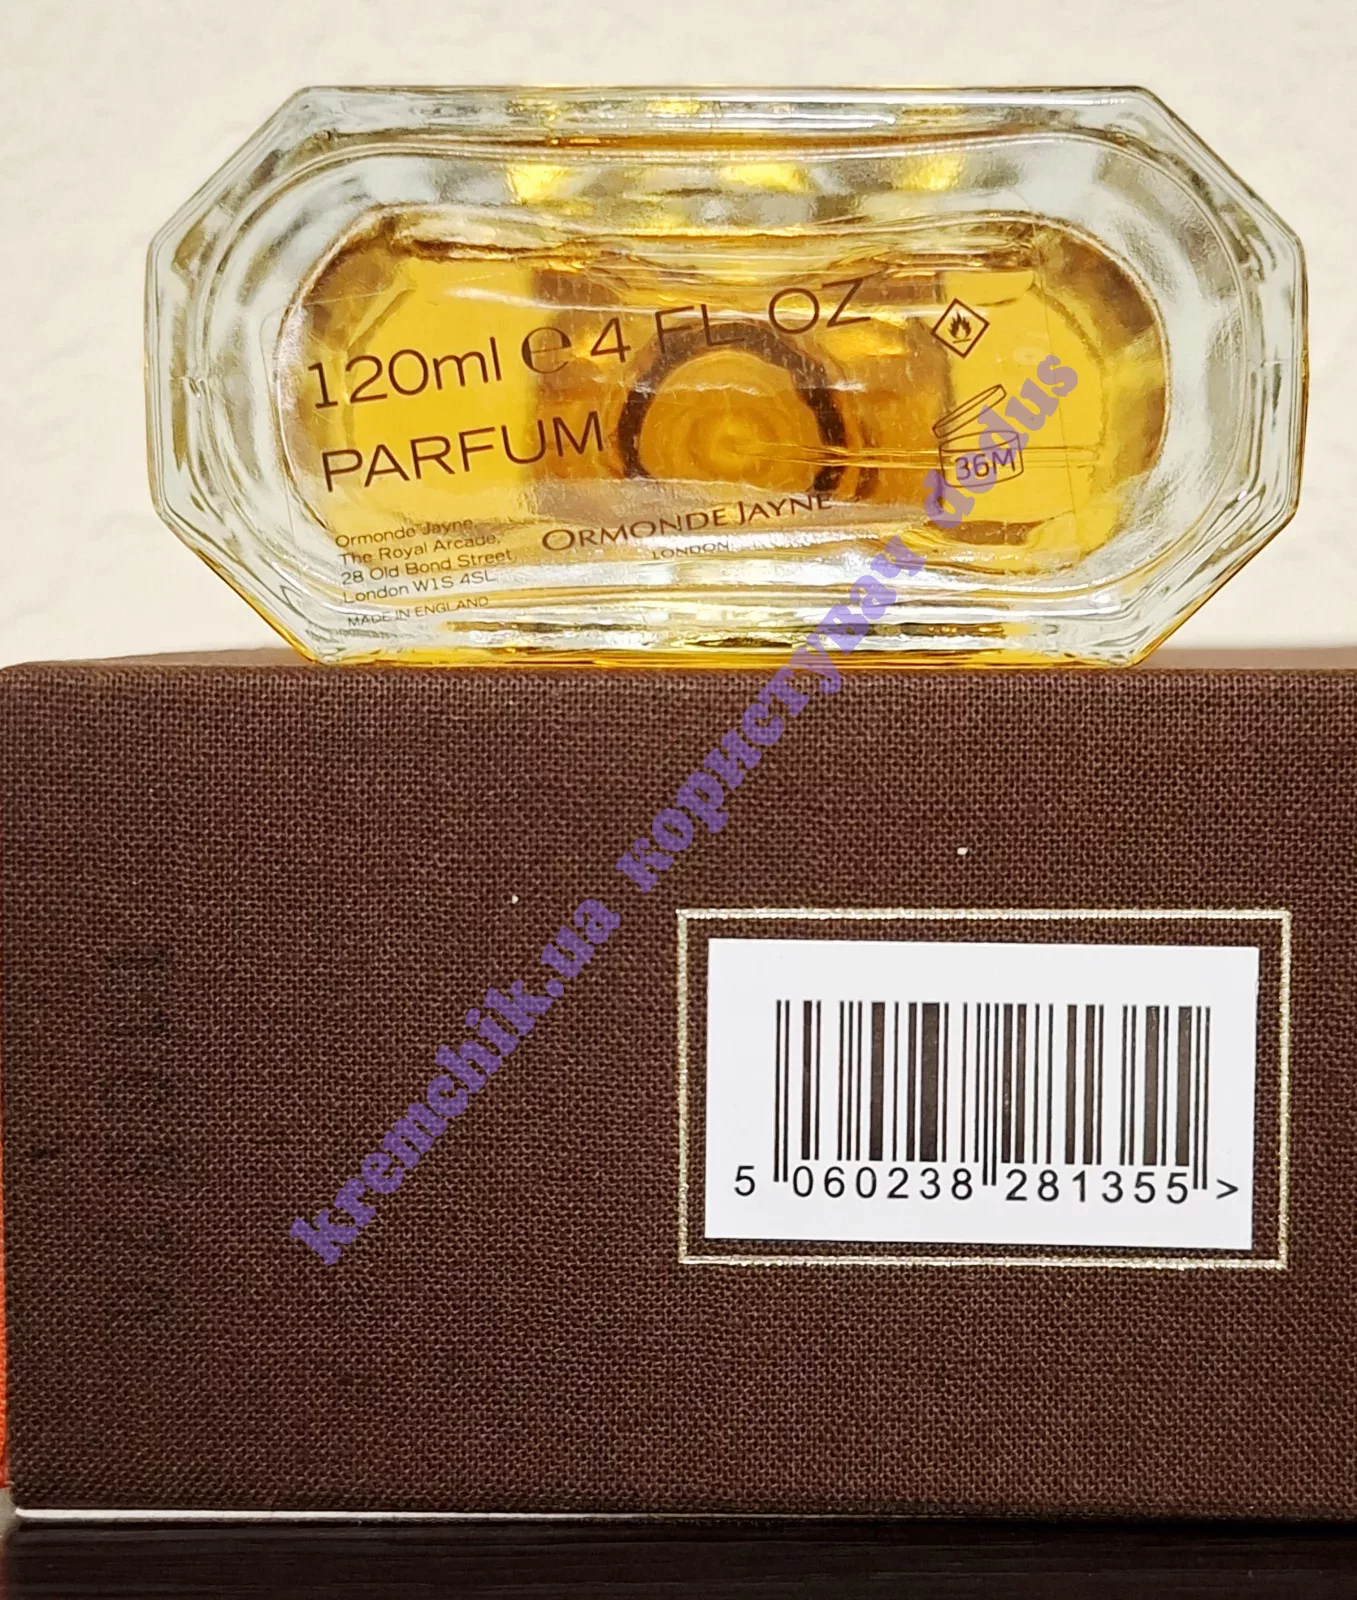 120ml ℮ 4 FL OZ
PARFUM
36M
Ormonde Jayne
The Royal Arcade,
28 Old Bond Street,
London W1S 4SL
MADE IN ENGLAND
ORMONDE JAYNE
LONDON
kremchik.ua користувач dedus
5 060238 281355 >